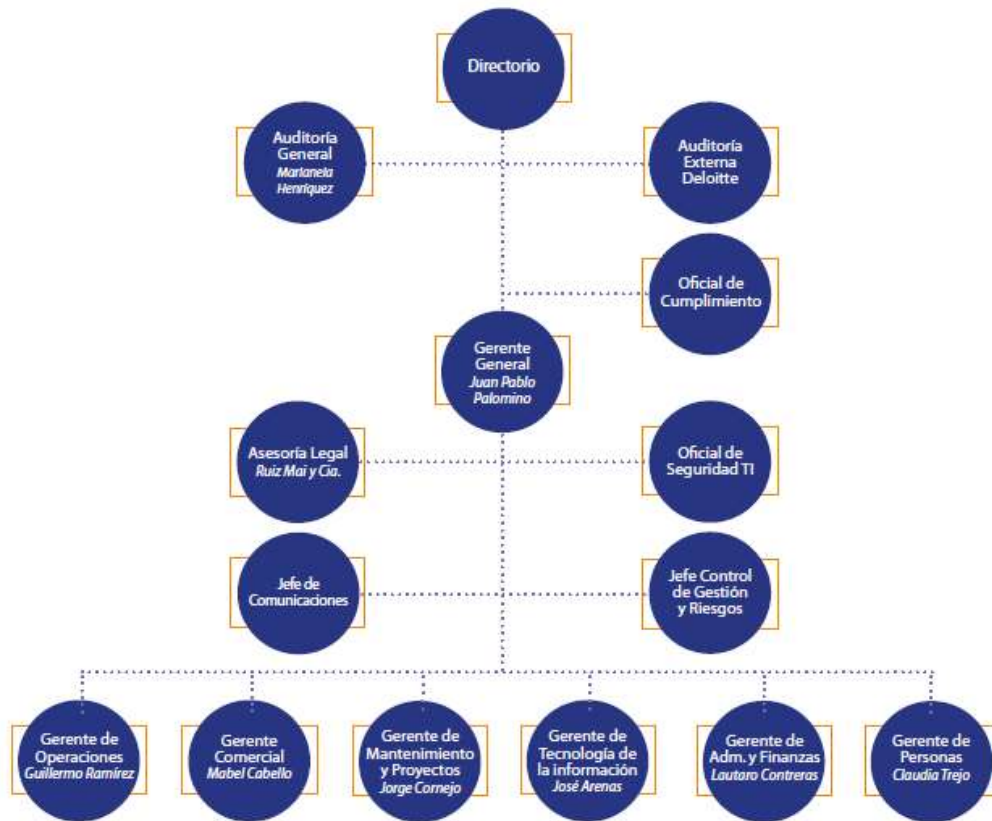 Directorio
Auditoría
General
Marianela
Henríquez
Auditoría
Externa
Deloitte
Oficial de
Cumplimiento
Gerente
General
Juan Pablo
Palomino
Asesoría Legal
Ruiz Mai y Cia.
Oficial de
Seguridad TI
Jefe de
Comunicaciones
Jefe Control
de Gestión
y Riesgos
Gerente de
Operaciones
Guillermo Ramírez
Gerente
Comercial
Mabel Cabello
Gerente de
Mantenimiento
y Proyectos
Jorge Cornejo
Gerente de
Tecnología de
la información
José Arenas
Gerente de
Adm. y Finanzas
Lautaro Contreras
Gerente de
Personas
Claudia Trejo